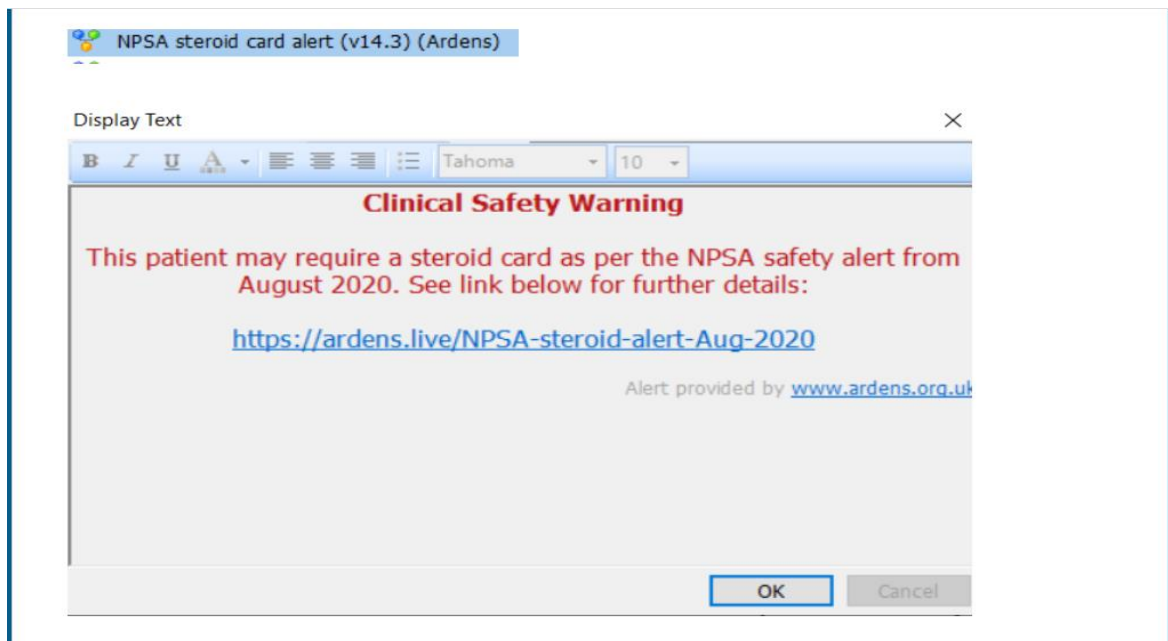 NPSA steroid card alert (v14.3) (Ardens)
Display Text
B I U A Tahoma 10
Clinical Safety Warning
This patient may require a steroid card as per the NPSA safety alert from
August 2020. See link below for further details:
https://ardens.live/NPSA-steroid-alert-Aug-2020
Alert provided by www.ardens.org.uk
OK Cancel